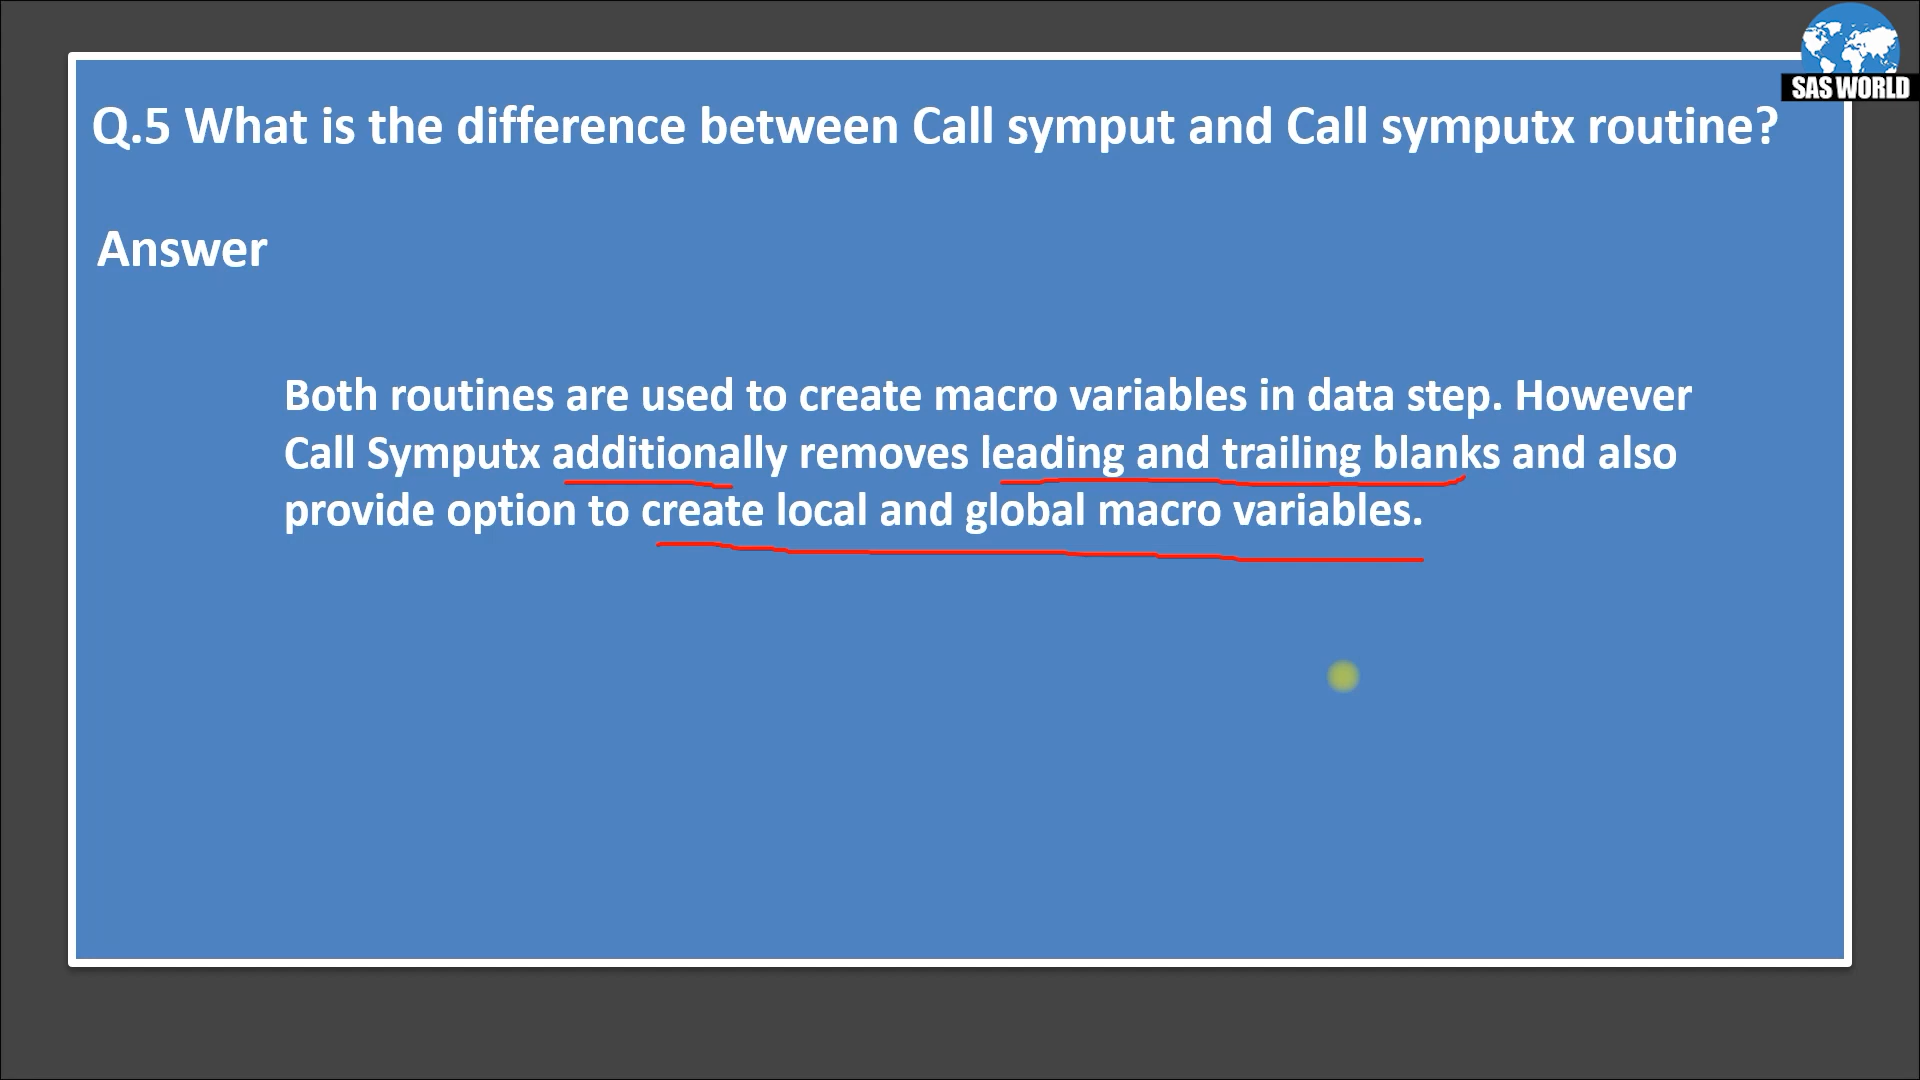 SAS WORLD
Q.5 What is the difference between Call symput and Call symputx routine?
Answer
Both routines are used to create macro variables in data step. However
Call Symputx additionally removes leading and trailing blanks and also
provide option to create local and global macro variables.